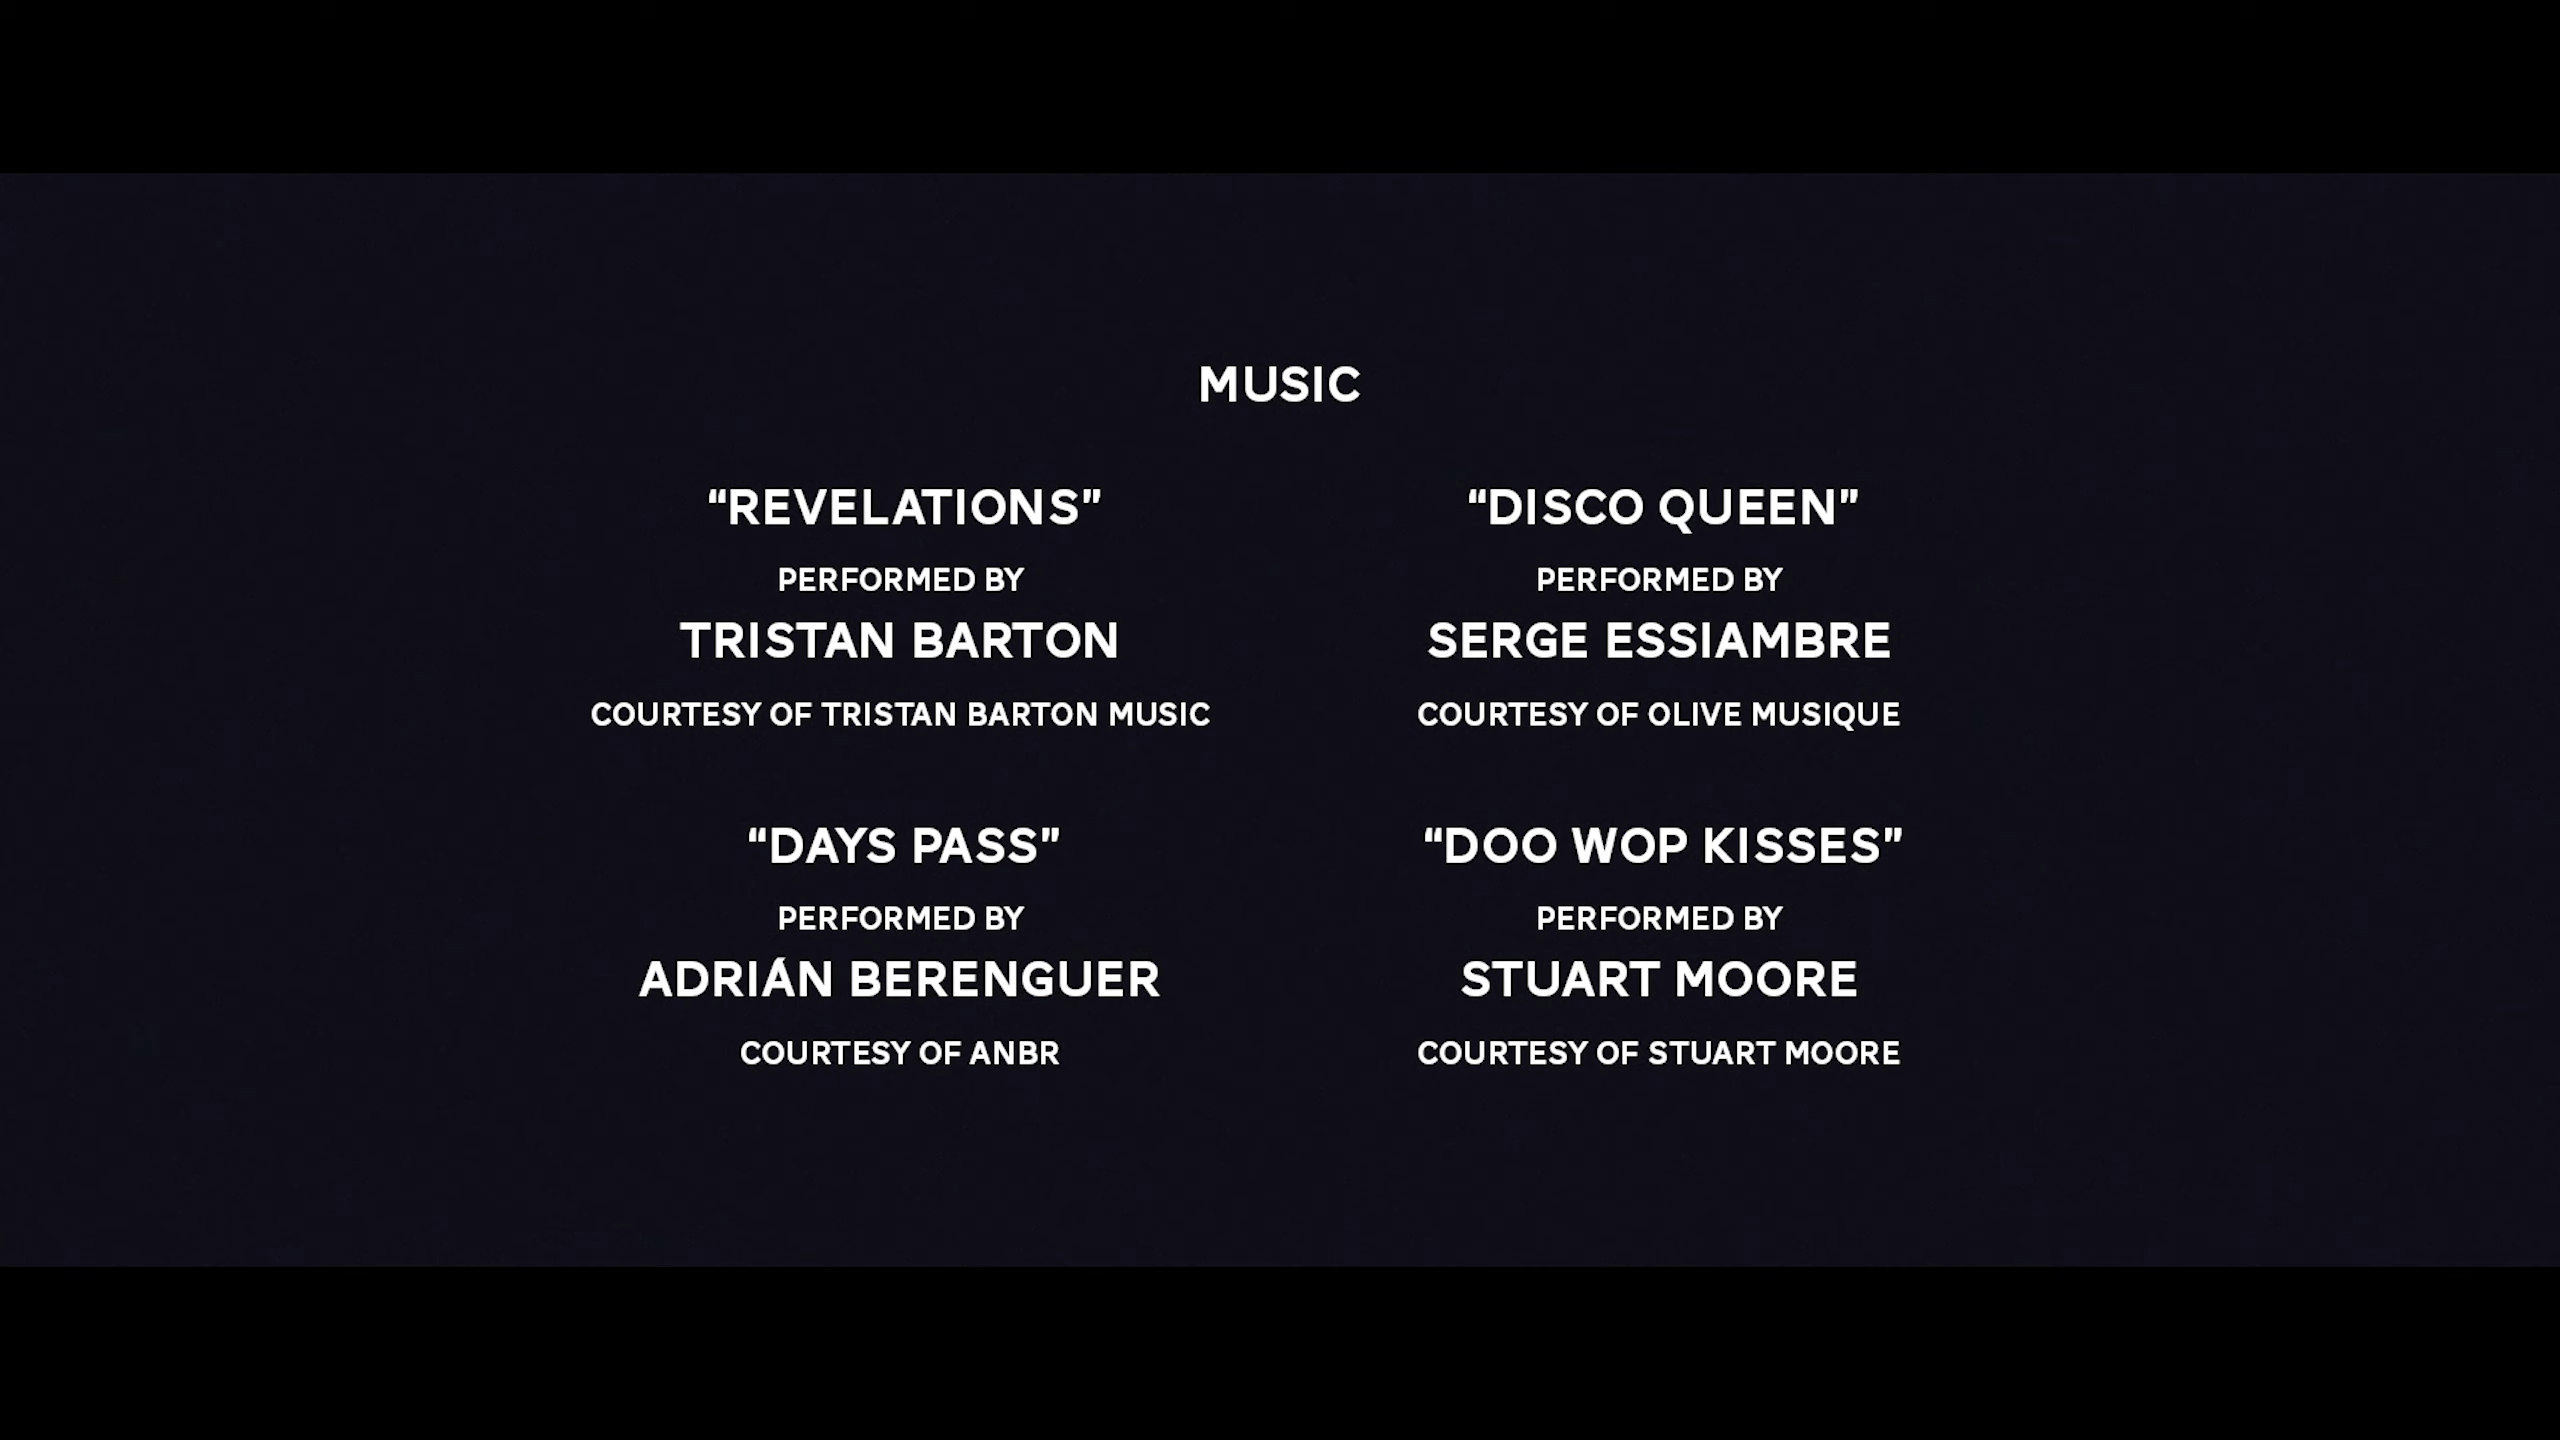 MUSIC
“REVELATIONS”
PERFORMED BY
TRISTAN BARTON
COURTESY OF TRISTAN BARTON MUSIC
“DISCO QUEEN”
PERFORMED BY
SERGE ESSIAMBRE
COURTESY OF OLIVE MUSIQUE
“DAYS PASS”
PERFORMED BY
ADRIÁN BERENGUER
COURTESY OF ANBR
“DOO WOP KISSES”
PERFORMED BY
STUART MOORE
COURTESY OF STUART MOORE